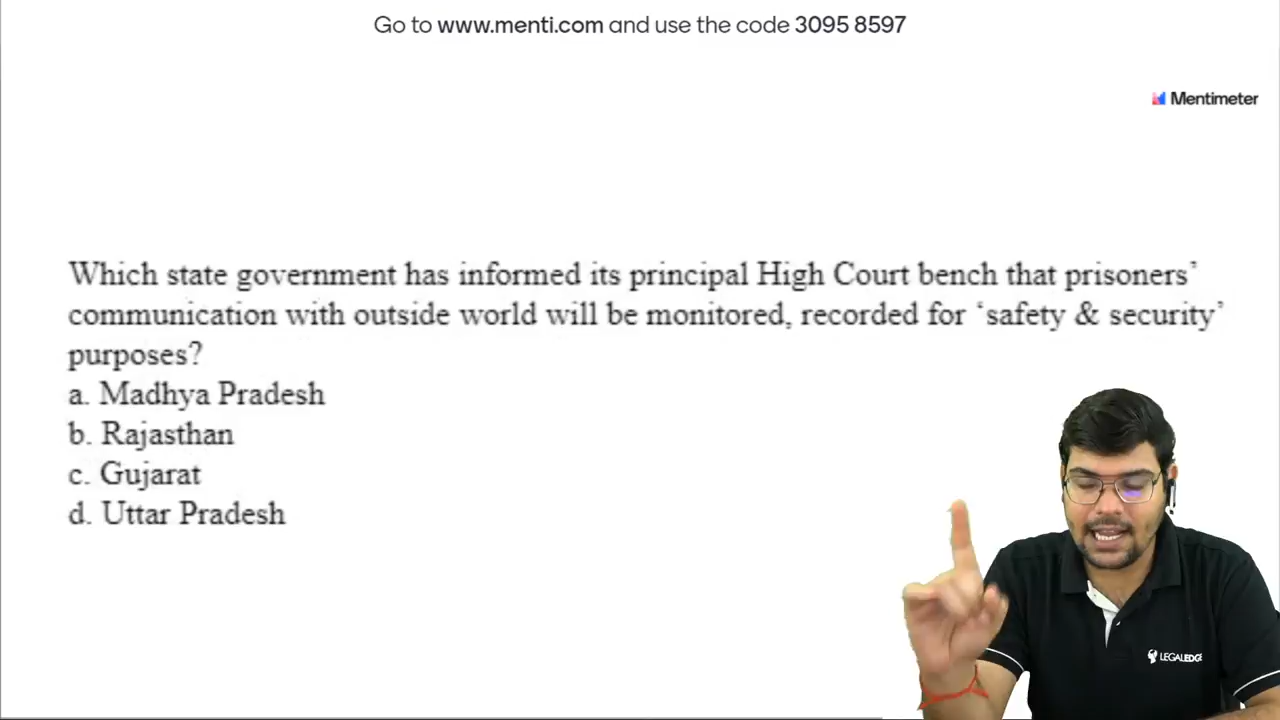 Go to www.menti.com and use the code 3095 8597
Mentimeter
Which state government has informed its principal High Court bench that prisoners’
communication with outside world will be monitored, recorded for ‘safety & security’
purposes?
a. Madhya Pradesh
b. Rajasthan
c. Gujarat
d. Uttar Pradesh
LEGALEDGE